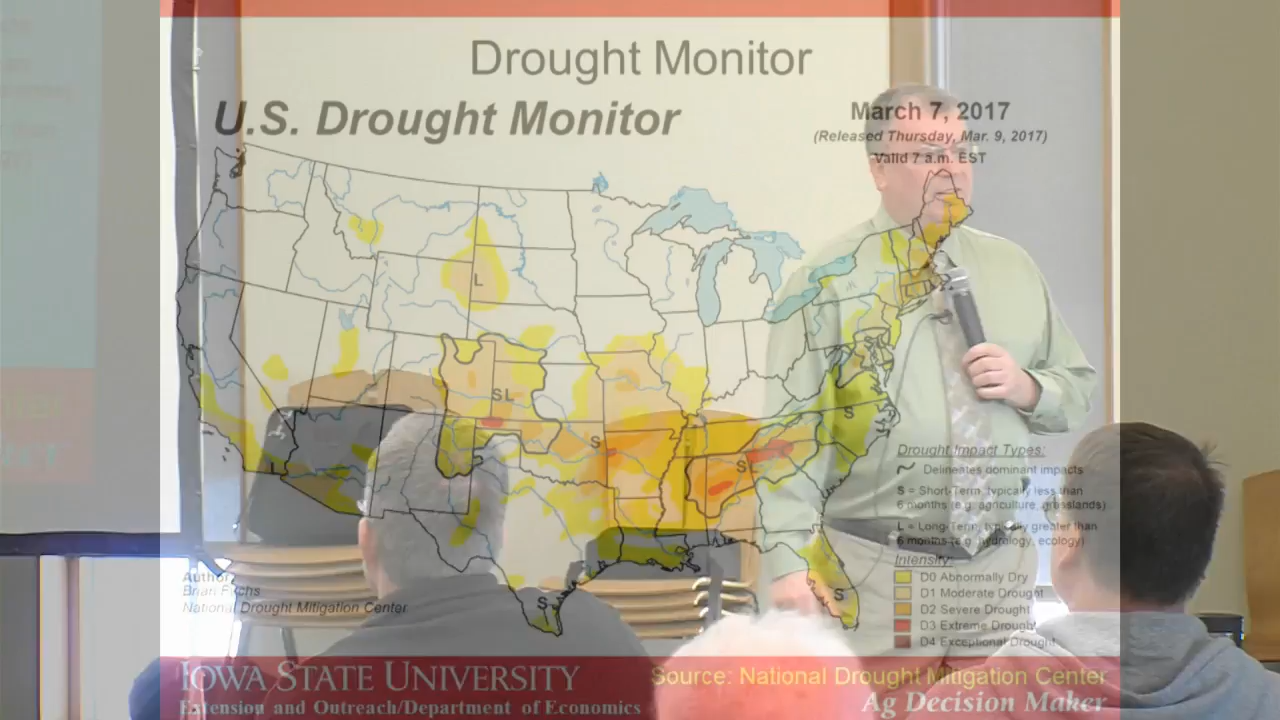 Drought Monitor
U.S. Drought Monitor
March 7, 2017
(Released Thursday, Mar. 9, 2017)
Valid 7 a.m. EST
L
SL
S
SL
S
S
S
Drought Impact Types:
Delineates dominant impacts
S = Short-Term, typically less than
6 months (e.g. agriculture, grasslands)
L = Long-Term, typically greater than
6 months (e.g. hydrology, ecology)
Intensity:
D0 Abnormally Dry
D1 Moderate Drought
D2 Severe Drought
D3 Extreme Drought
D4 Exceptional Drought
Author:
Brian Fuchs
National Drought Mitigation Center
IOWA STATE UNIVERSITY
Extension and Outreach/Department of Economics
Source: National Drought Mitigation Center
Ag Decision Maker